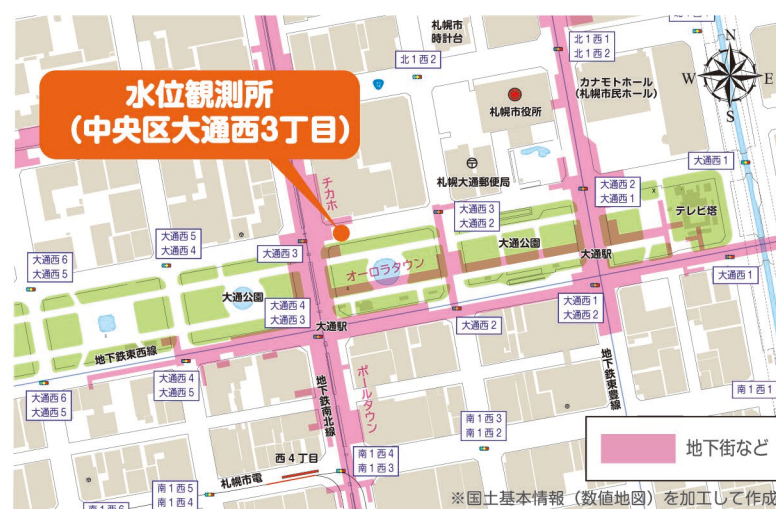 札幌市
時計台
北1西2
北1西1
北1西2
カナモトホール
(札幌市民ホール)
N
W
E
S
水位観測所
(中央区大通西3丁目)
札幌市役所
札幌大通郵便局
大通西1
大通西2
大通西1
テレビ塔
チカホ
大通西3
大通西2
大通公園
大通駅
大通西5
大通西4
大通西3
大通西6
大通西5
オーロラタウン
大通西1
大通公園
大通西4
大通西3
大通駅
大通西1
大通西2
大通西2
地下鉄東西線
大通西4
大通西5
大通西6
大通西5
地下鉄南北線
ポールタウン
地下鉄東豊線
南1西1
南1西3
南1西2
地下街など
西4丁目
南1西4
南1西3
札幌市電
南1西5
南1西4
南1西6
※国土基本情報(数値地図)を加工して作成